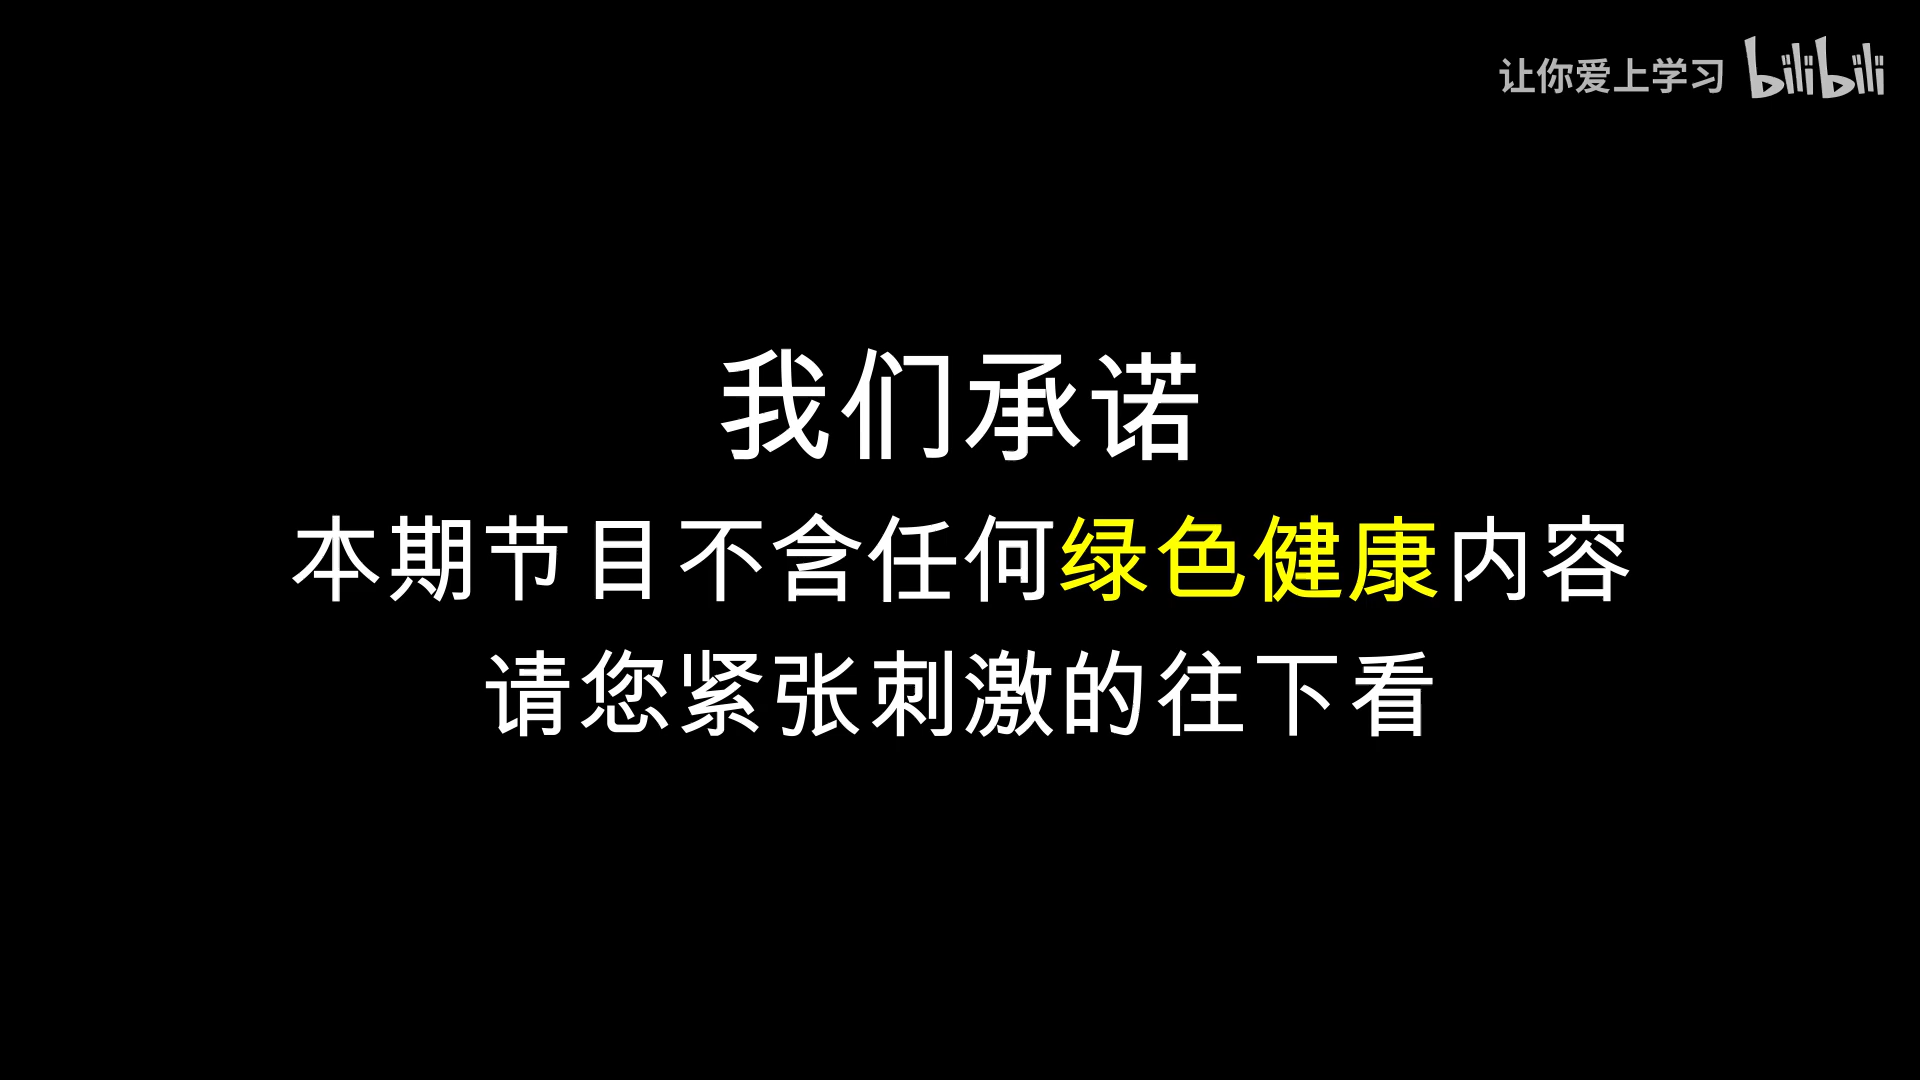 让你爱上学习 bilibili
我们承诺
本期节目不含任何绿色健康内容
请您紧张刺激的往下看